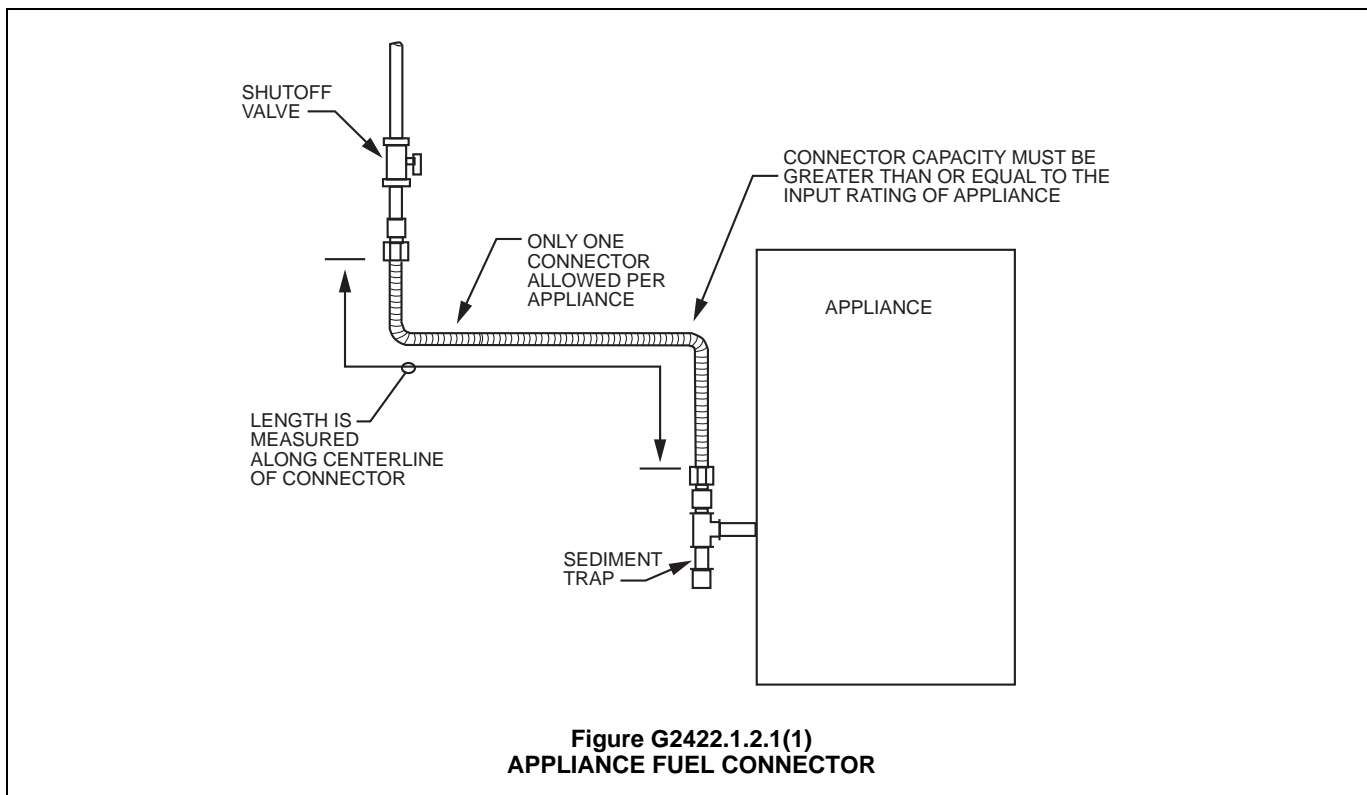 SHUTOFF
VALVE
CONNECTOR CAPACITY MUST BE
GREATER THAN OR EQUAL TO THE
INPUT RATING OF APPLIANCE
ONLY ONE
CONNECTOR
ALLOWED PER
APPLIANCE
APPLIANCE
LENGTH IS
MEASURED
ALONG CENTERLINE
OF CONNECTOR
SEDIMENT
TRAP
Figure G2422.1.2.1(1)
APPLIANCE FUEL CONNECTOR